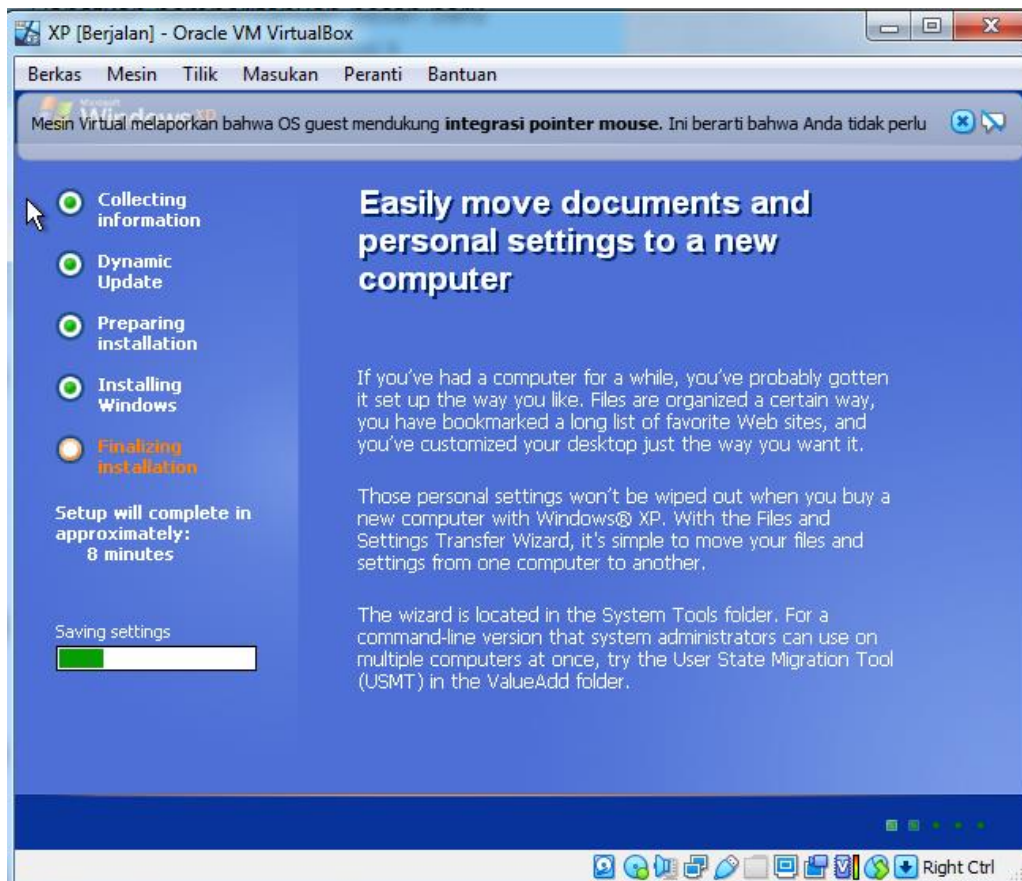 XP [Berjalan] - Oracle VM VirtualBox
Berkas Mesin Tilik Masukan Peranti Bantuan
Microsoft
Windows XP
Mesin Virtual melaporkan bahwa OS guest mendukung integrasi pointer mouse. Ini berarti bahwa Anda tidak perlu
Collecting
information
Dynamic
Update
Preparing
installation
Installing
Windows
Finalizing
installation
Setup will complete in
approximately:
8 minutes
Saving settings
Easily move documents and
personal settings to a new
computer
If you've had a computer for a while, you've probably gotten
it set up the way you like. Files are organized a certain way,
you have bookmarked a long list of favorite Web sites, and
you've customized your desktop just the way you want it.
Those personal settings won't be wiped out when you buy a
new computer with Windows® XP. With the Files and
Settings Transfer Wizard, it's simple to move your files and
settings from one computer to another.
The wizard is located in the System Tools folder. For a
command-line version that system administrators can use on
multiple computers at once, try the User State Migration Tool
(USMT) in the ValueAdd folder.
Right Ctrl